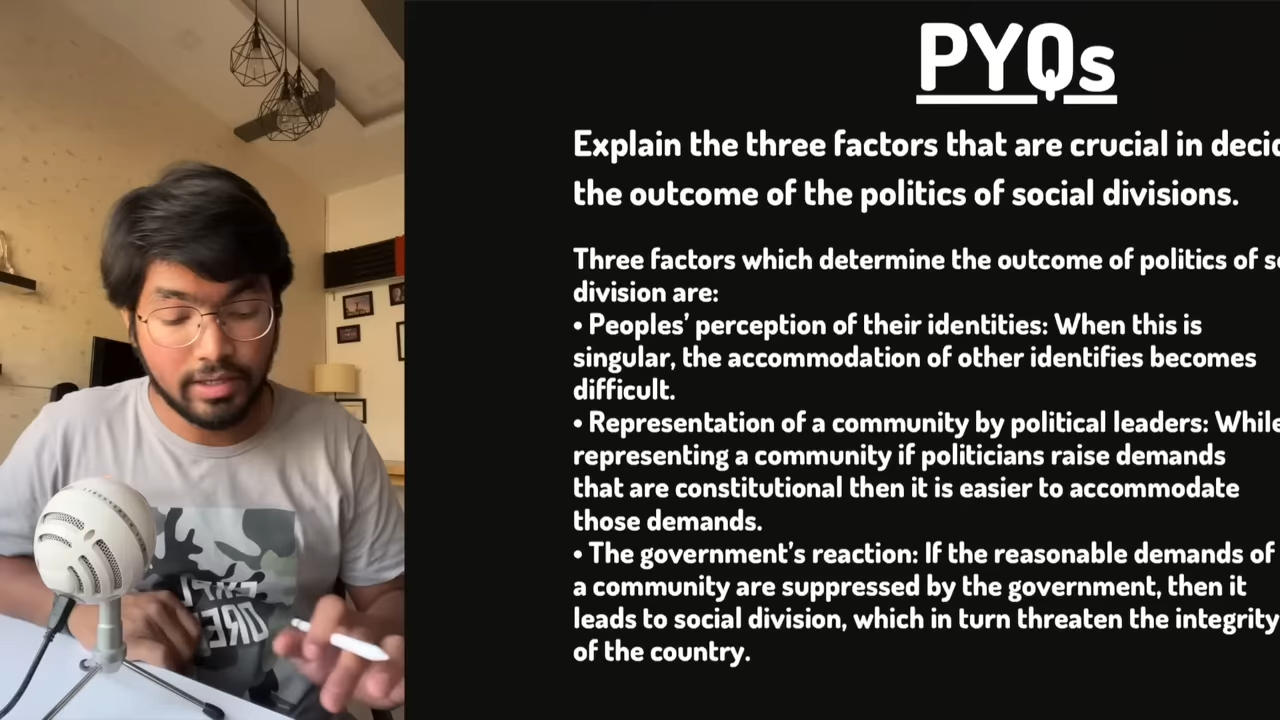 PYQs
Explain the three factors that are crucial in
the outcome of the politics of social divisions.
Three factors which determine the outcome of politics of
division are:
• Peoples’ perception of their identities: When this is
singular, the accommodation of other identifies becomes
difficult.
• Representation of a community by political leaders: While
representing a community if politicians raise demands
that are constitutional then it is easier to accommodate
those demands.
• The government’s reaction: If the reasonable demands of
a community are suppressed by the government, then it
leads to social division, which in turn threaten the integrity
of the country.